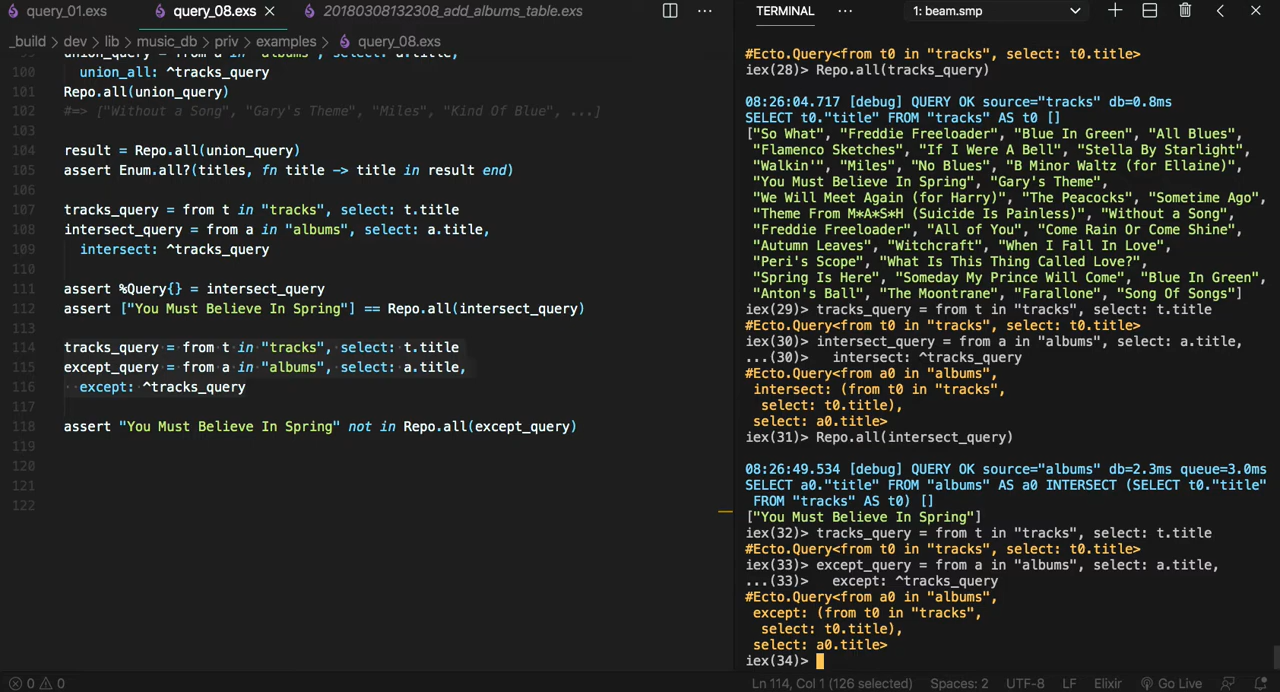 query_01.exs query_08.exs × 20180308132308_add_albums_table.exs ...
_build > dev > lib > music_db > priv > examples > query_08.exs
union_query = from a in "albums", select: a.title,
100 union_all: ^tracks_query
101 Repo.all(union_query)
102 #=> ["Without a Song", "Gary's Theme", "Miles", "Kind Of Blue", ...]
103
104 result = Repo.all(union_query)
105 assert Enum.all?(titles, fn title -> title in result end)
106
107 tracks_query = from t in "tracks", select: t.title
108 intersect_query = from a in "albums", select: a.title,
109 intersect: ^tracks_query
110
111 assert %Query{} = intersect_query
112 assert ["You Must Believe In Spring"] == Repo.all(intersect_query)
113
114 tracks_query = from t in "tracks", select: t.title
115 except_query = from a in "albums", select: a.title,
116 except: ^tracks_query
117
118 assert "You Must Believe In Spring" not in Repo.all(except_query)
119
120
121
122
TERMINAL ... 1: beam.smp
#Ecto.Query<from t0 in "tracks", select: t0.title>
iex(28)> Repo.all(tracks_query)
08:26:04.717 [debug] QUERY OK source="tracks" db=0.8ms
SELECT t0."title" FROM "tracks" AS t0 []
["So What", "Freddie Freeloader", "Blue In Green", "All Blues",
"Flamenco Sketches", "If I Were A Bell", "Stella By Starlight",
"Walkin'", "Miles", "No Blues", "B Minor Waltz (for Ellaine)",
"You Must Believe In Spring", "Gary's Theme",
"We Will Meet Again (for Harry)", "The Peacocks", "Sometime Ago",
"Theme From M*A*S*H (Suicide Is Painless)", "Without a Song",
"Freddie Freeloader", "All of You", "Come Rain Or Come Shine",
"Autumn Leaves", "Witchcraft", "When I Fall In Love",
"Peri's Scope", "What Is This Thing Called Love?",
"Spring Is Here", "Someday My Prince Will Come", "Blue In Green",
"Anton's Ball", "The Moontrane", "Farallone", "Song Of Songs"]
iex(29)> tracks_query = from t in "tracks", select: t.title
#Ecto.Query<from t0 in "tracks", select: t0.title>
iex(30)> intersect_query = from a in "albums", select: a.title,
...(30)> intersect: ^tracks_query
#Ecto.Query<from a0 in "albums",
intersect: (from t0 in "tracks",
select: t0.title),
select: a0.title>
iex(31)> Repo.all(intersect_query)
08:26:49.534 [debug] QUERY OK source="albums" db=2.3ms queue=3.0ms
SELECT a0."title" FROM "albums" AS a0 INTERSECT (SELECT t0."title"
FROM "tracks" AS t0) []
["You Must Believe In Spring"]
iex(32)> tracks_query = from t in "tracks", select: t.title
#Ecto.Query<from t0 in "tracks", select: t0.title>
iex(33)> except_query = from a in "albums", select: a.title,
...(33)> except: ^tracks_query
#Ecto.Query<from a0 in "albums",
except: (from t0 in "tracks",
select: t0.title),
select: a0.title>
iex(34)>
0 0 Ln 114, Col 1 (126 selected) Spaces: 2 UTF-8 LF Elixir Go Live